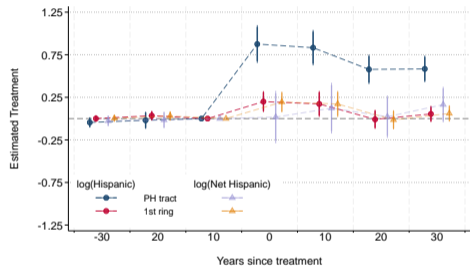 1.25
0.75
0.25
-0.25
-0.75
-1.25
Estimated Treatment
log(Hispanic) log(Net Hispanic)
PH tract
1st ring
-30 20 10 0 10 20 30
Years since treatment